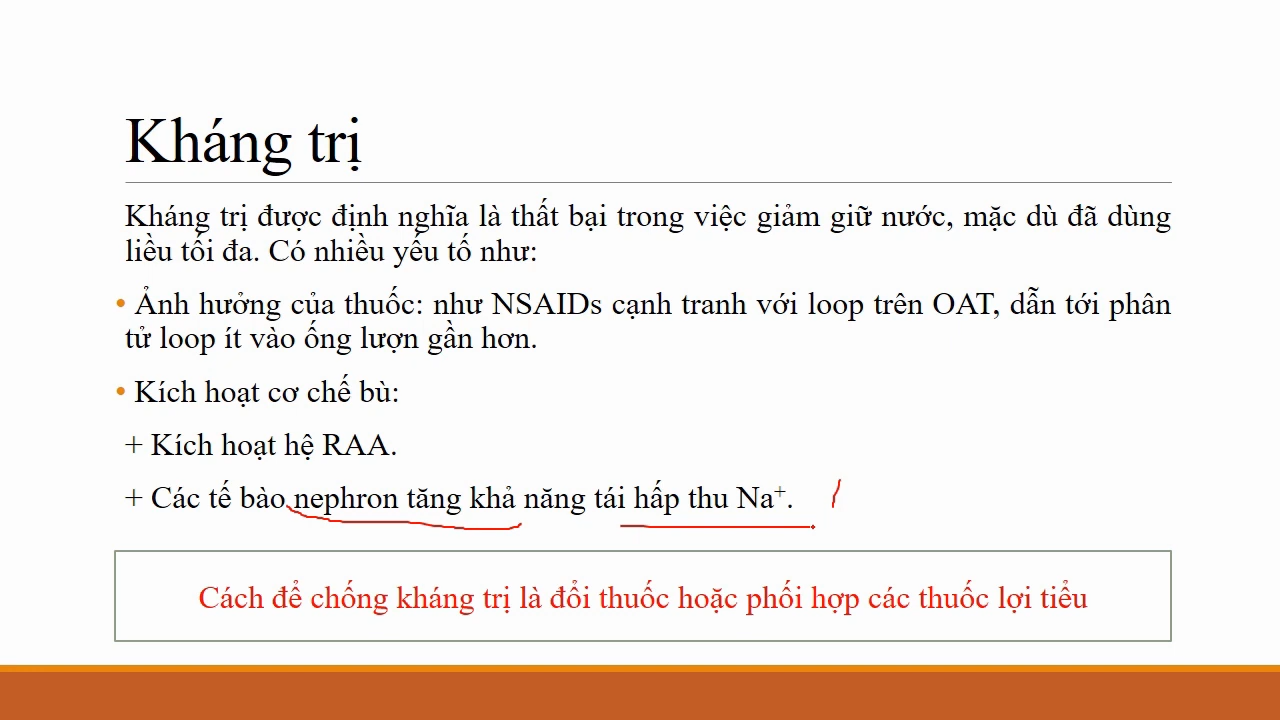 Kháng trị
Kháng trị được định nghĩa là thất bại trong việc giảm giữ nước, mặc dù đã dùng
liều tối đa. Có nhiều yếu tố như:
• Ảnh hưởng của thuốc: như NSAIDs cạnh tranh với loop trên OAT, dẫn tới phân
tử loop ít vào ống lượn gần hơn.
• Kích hoạt cơ chế bù:
+ Kích hoạt hệ RAA.
+ Các tế bào nephron tăng khả năng tái hấp thu Na⁺.
Cách để chống kháng trị là đổi thuốc hoặc phối hợp các thuốc lợi tiểu